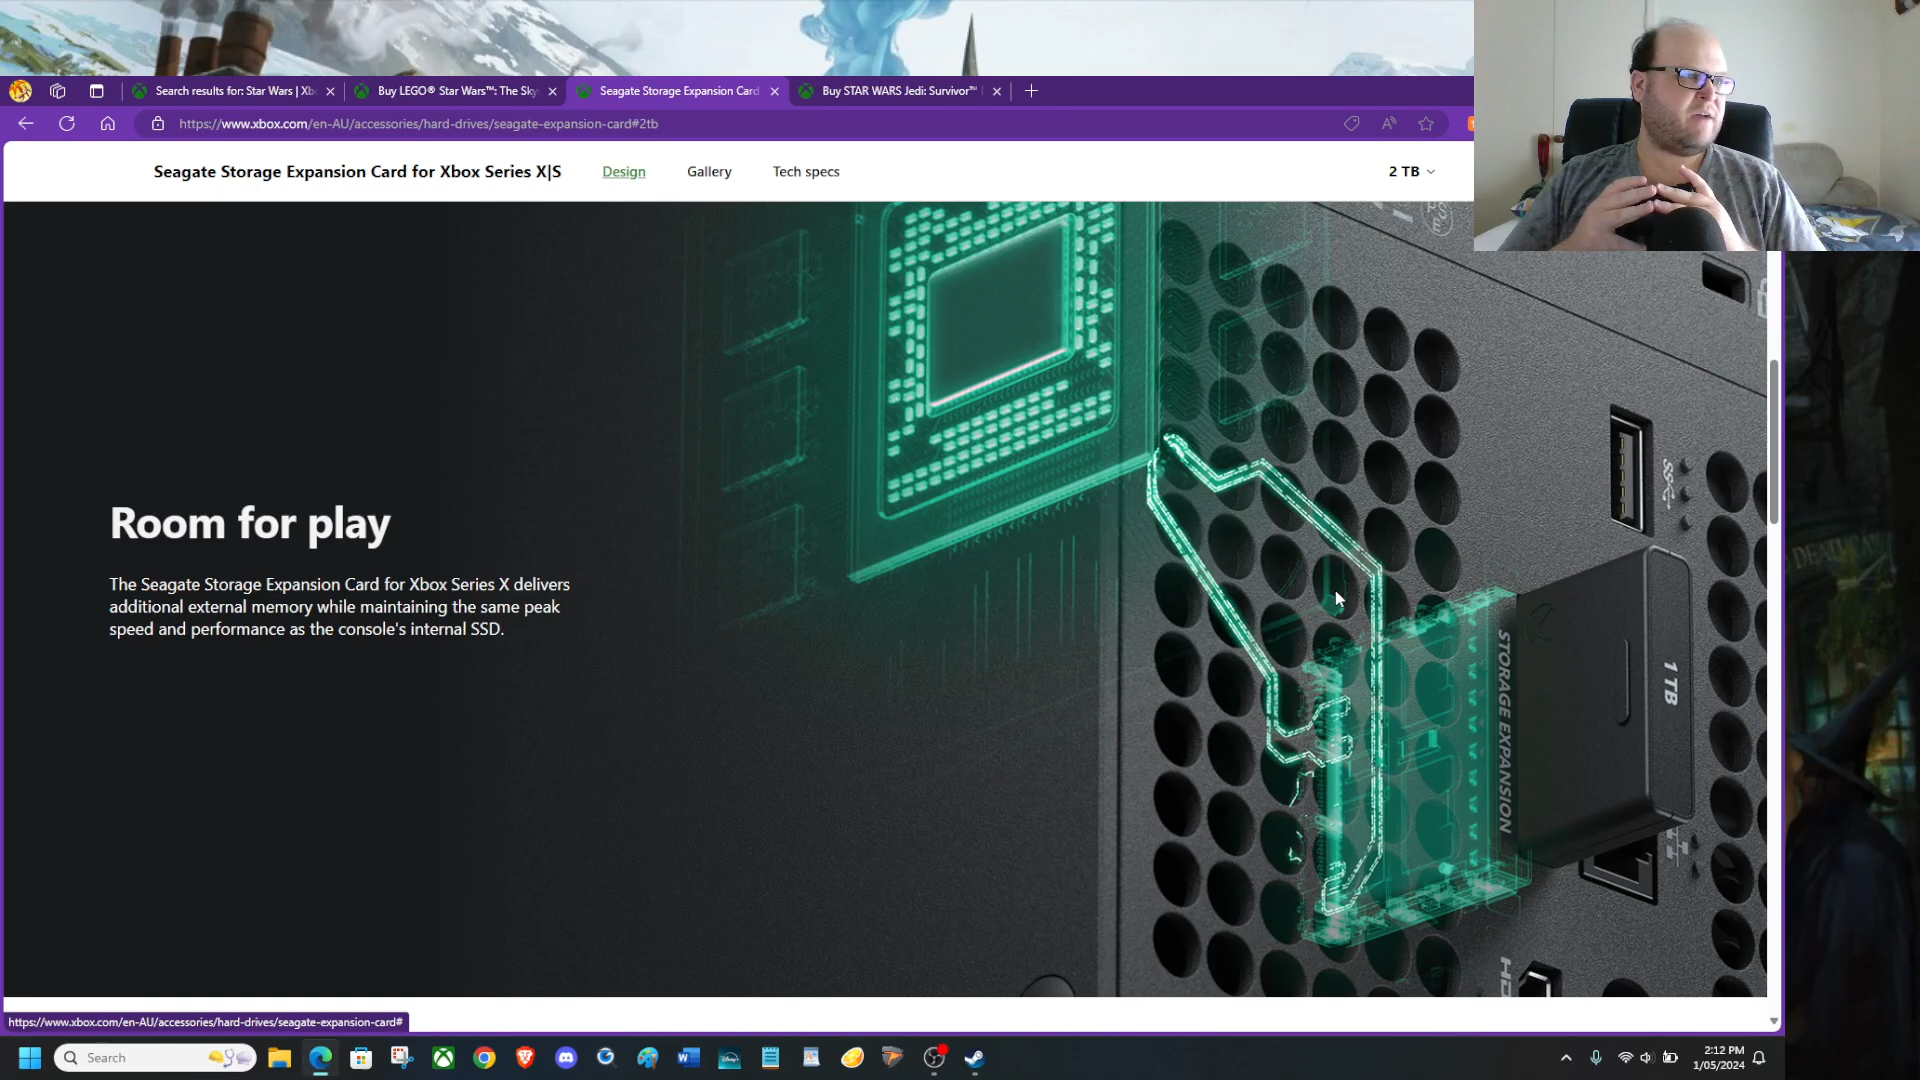 Search results for: Star Wars | Xb
Buy LEGO® Star Wars™: The Sky
Seagate Storage Expansion Card
Buy STAR WARS Jedi: Survivor™
https://www.xbox.com/en-AU/accessories/hard-drives/seagate-expansion-card#2tb
Seagate Storage Expansion Card for Xbox Series X|S
Design
Gallery
Tech specs
2 TB
Room for play
The Seagate Storage Expansion Card for Xbox Series X delivers
additional external memory while maintaining the same peak
speed and performance as the console's internal SSD.
STORAGE EXPANSION
1 TB
HD
https://www.xbox.com/en-AU/accessories/hard-drives/seagate-expansion-card#
Search
2:12 PM
1/05/2024